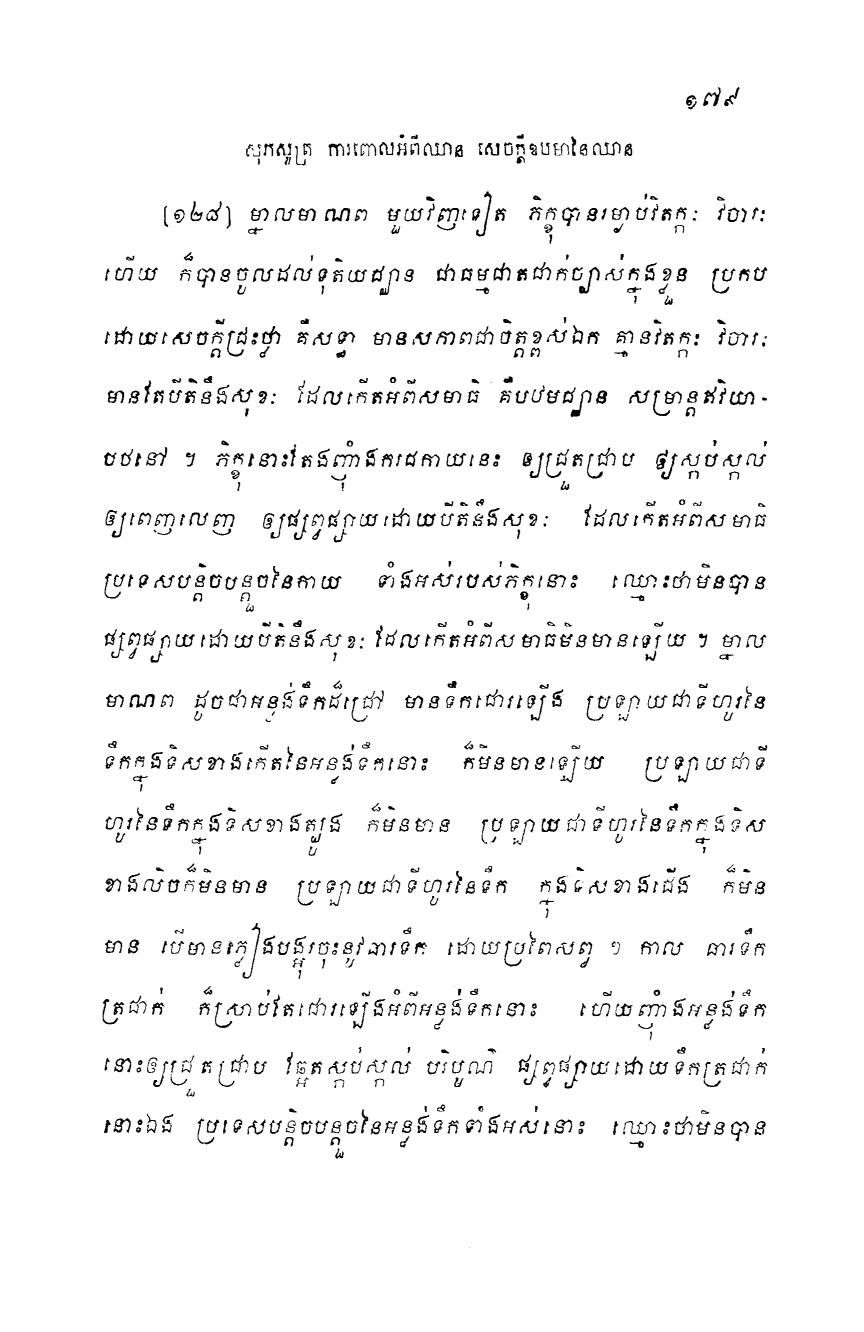 ១៧៩
សុភសូត្រ ការពោលអំពីឈាន សេចក្តីឧបមានៃឈាន
[១២៨] ម្នាលមាណព មួយវិញទៀត ភិក្ខុបានរម្ងាប់វិតក្កៈ វិចារៈ
ហើយ ក៏បានចូលដល់ទុតិយជ្ឈាន ជាធម្មជាតជាក់ច្បាស់ក្នុងខ្លួន ប្រកប
ដោយសេចក្តីជ្រះថ្លា គឺសទ្ធា មានសភាពជាចិត្តខ្ពស់ឯក គ្មានវិតក្កៈ វិចារៈ
មានតែបីតិនឹងសុខៈ ដែលកើតអំពីសមាធិ គឺបឋមជ្ឈាន សម្រាន្តឥរិយា-
បថនៅ ។ ភិក្ខុនោះតែងញុំាងករជកាយនេះ ឲ្យជ្រួតជ្រាប ឲ្យស្កប់ស្កល់
ឲ្យពេញលេញ ឲ្យផ្សព្វផ្សាយដោយបីតិនឹងសុខៈ ដែលកើតអំពីសមាធិ
ប្រទេសបន្តិចបន្តួចនៃកាយ ទាំងអស់របស់ភិក្ខុនោះ ឈ្មោះថាមិនបាន
ផ្សព្វផ្សាយដោយបីតិនឹងសុខៈ ដែលកើតអំពីសមាធិមិនមានឡើយ ។ ម្នាល
មាណព ដូចជាអន្លង់ទឹកដ៏ជ្រៅ មានទឹកជោរឡើង ប្រឡាយជាទីហូរនៃ
ទឹកក្នុងទិសខាងកើតនៃអន្លង់ទឹកនោះ ក៏មិនមានឡើយ ប្រឡាយជាទី
ហូរនៃទឹកក្នុងទិសខាងត្បូង ក៏មិនមាន ប្រឡាយជាទីហូរនៃទឹកក្នុងទិស
ខាងលិចក៏មិនមាន ប្រឡាយជាទីហូរនៃទឹក ក្នុងទិសខាងជើង ក៏មិន
មាន បើមានភ្លៀងបង្អុរចុះនូវធារទឹក ដោយប្រពៃសព្វ ៗ កាល ធារទឹក
ត្រជាក់ ក៏ស្រាប់តែជោរឡើងអំពីអន្លង់ទឹកនោះ ហើយញុំាងអន្លង់ទឹក
នោះឲ្យជ្រួតជ្រាប ឆ្អែតស្កប់ស្កល់ បរិបូណ៌ ផ្សព្វផ្សាយដោយទឹកត្រជាក់
នោះឯង ប្រទេសបន្តិចបន្តួចនៃអន្លង់ទឹកទាំងអស់នោះ ឈ្មោះថាមិនបាន